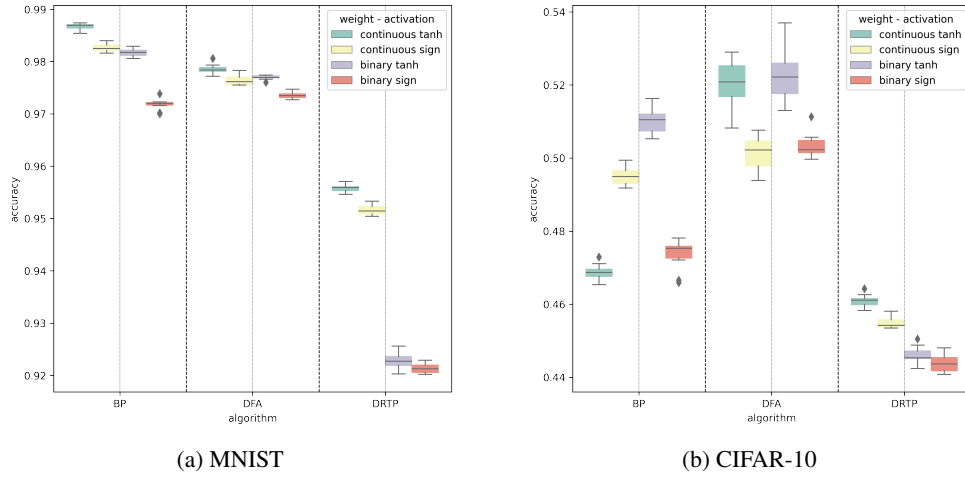 0.99
0.98
0.97
0.96
0.95
0.94
0.93
0.92
accuracy
BP
DFA
DRTP
algorithm
weight - activation
continuous tanh
continuous sign
binary tanh
binary sign
(a) MNIST
0.54
0.52
0.50
0.48
0.46
0.44
accuracy
BP
DFA
DRTP
algorithm
weight - activation
continuous tanh
continuous sign
binary tanh
binary sign
(b) CIFAR-10